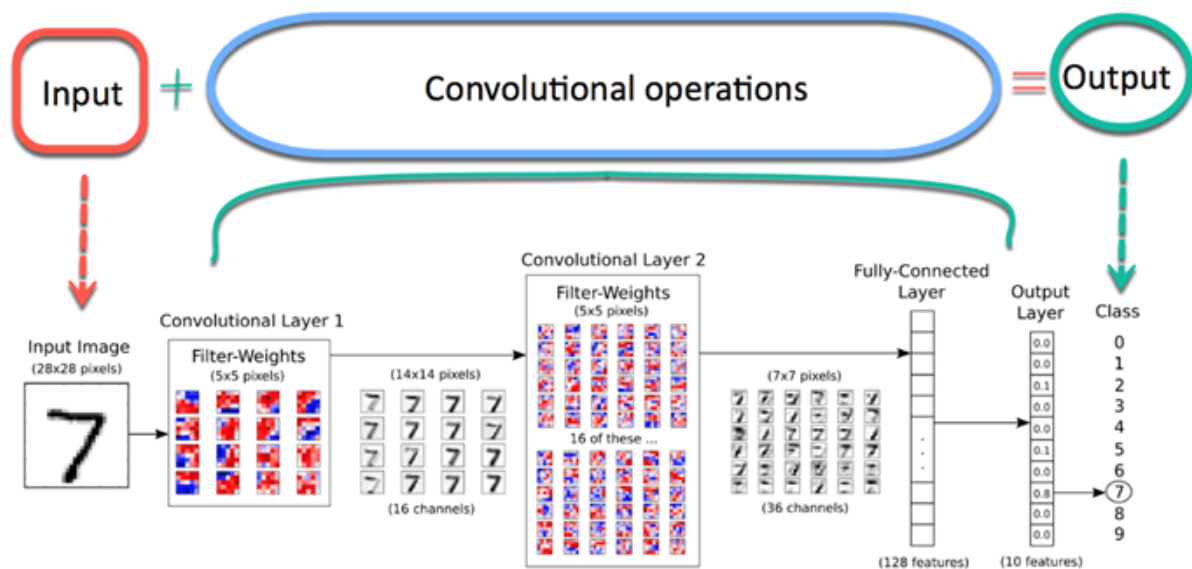 Input
+
Convolutional operations
=
Output
Input Image
(28x28 pixels)
Convolutional Layer 1
Filter-Weights
(5x5 pixels)
(14x14 pixels)
(16 channels)
Convolutional Layer 2
Filter-Weights
(5x5 pixels)
16 of these ...
(7x7 pixels)
(36 channels)
Fully-Connected
Layer
(128 features)
Output
Layer
0.0
0.0
0.1
0.0
0.0
0.1
0.0
0.8
0.0
0.0
(10 features)
Class
0
1
2
3
4
5
6
7
8
9
7